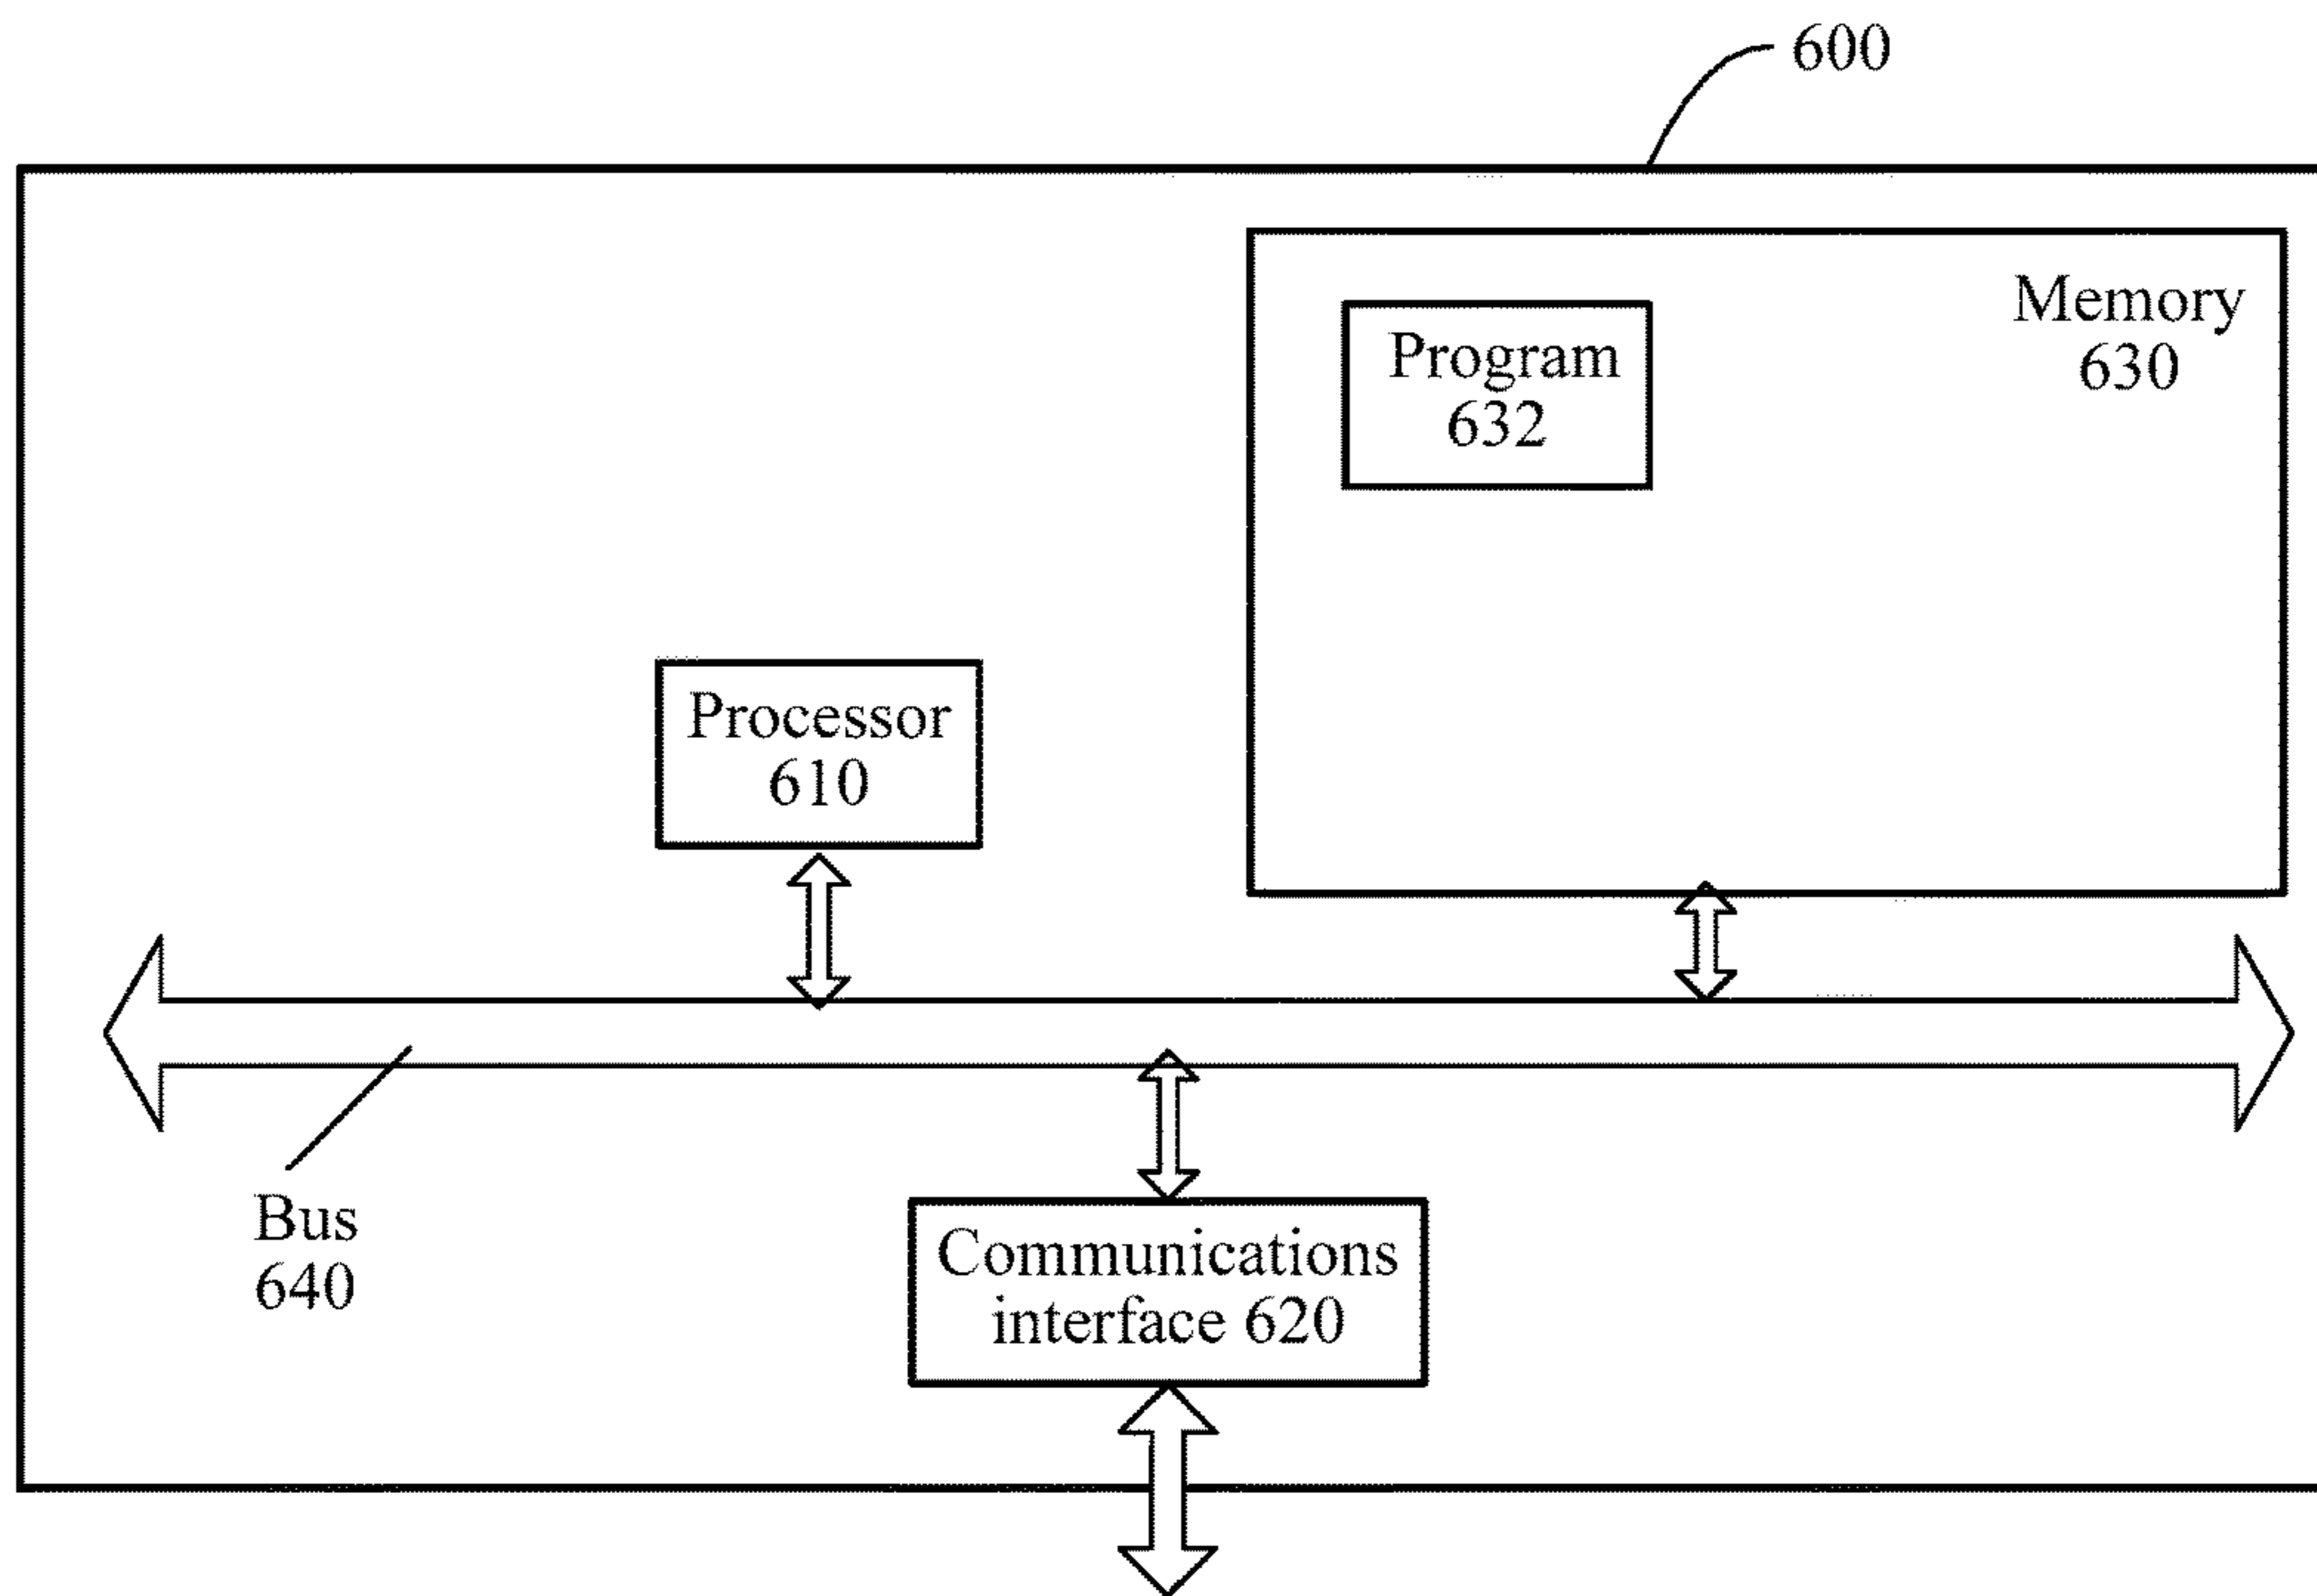 600
Memory
630
Program
632
Processor
610
Bus
640
Communications
interface 620